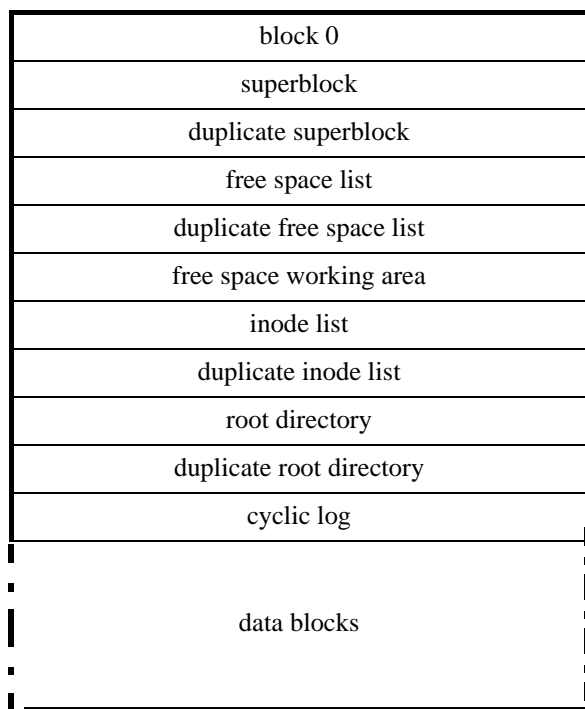 block 0
superblock
duplicate superblock
free space list
duplicate free space list
free space working area
inode list
duplicate inode list
root directory
duplicate root directory
cyclic log
data blocks